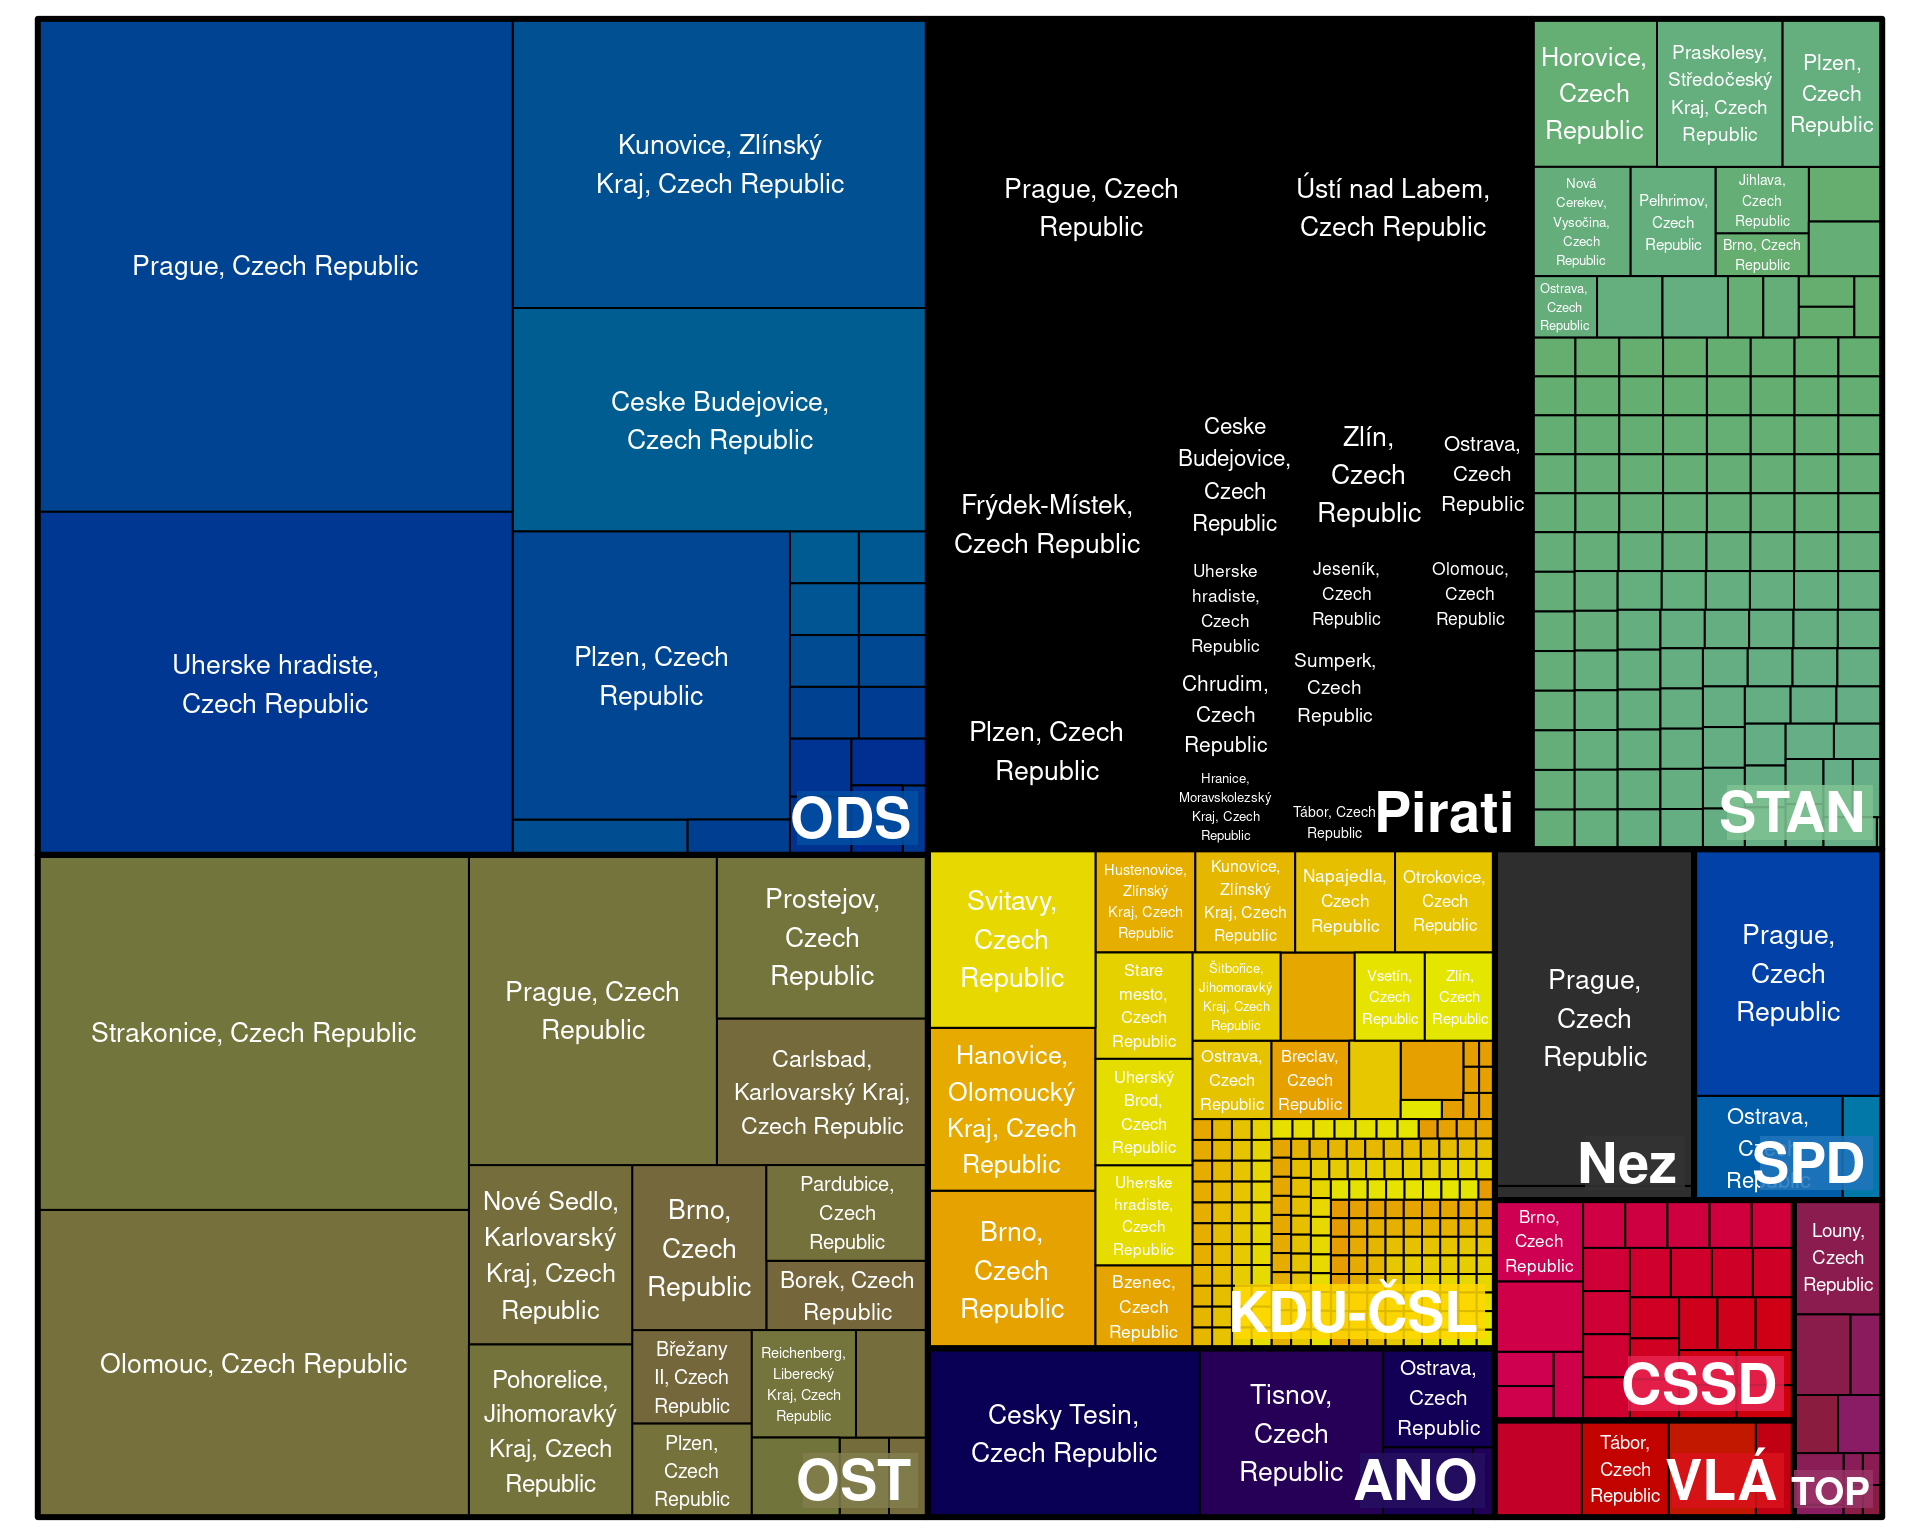 Prague, Czech Republic
Kunovice, Zlínský
Kraj, Czech Republic
Ceske Budejovice,
Czech Republic
Uherske hradiste,
Czech Republic
Plzen, Czech
Republic
ODS
Prague, Czech
Republic
Ústí nad Labem,
Czech Republic
Frýdek-Místek,
Czech Republic
Ceske
Budejovice,
Czech
Republic
Zlín,
Czech
Republic
Ostrava,
Czech
Republic
Uherske
hradiste,
Czech
Republic
Jeseník,
Czech
Republic
Olomouc,
Czech
Republic
Plzen, Czech
Republic
Chrudim,
Czech
Republic
Sumperk,
Czech
Republic
Hranice,
Moravskolezský
Kraj, Czech
Republic
Tábor, Czech
Republic
Pirati
Horovice,
Czech
Republic
Praskolesy,
Středočeský
Kraj, Czech
Republic
Plzen,
Czech
Republic
Nová
Cerekev,
Vysočina,
Czech
Republic
Pelhrimov,
Czech
Republic
Jihlava,
Czech
Republic
Brno, Czech
Republic
Ostrava,
Czech
Republic
STAN
Strakonice, Czech Republic
Olomouc, Czech Republic
Prague, Czech
Republic
Prostejov,
Czech
Republic
Carlsbad,
Karlovarský Kraj,
Czech Republic
Nové Sedlo,
Karlovarský
Kraj, Czech
Republic
Brno,
Czech
Republic
Pardubice,
Czech
Republic
Borek, Czech
Republic
Pohorelice,
Jihomoravký
Kraj, Czech
Republic
Břežany
II, Czech
Republic
Reichenberg,
Liberecký
Kraj, Czech
Republic
Plzen,
Czech
Republic
OST
Svitavy,
Czech
Republic
Hanovice,
Olomoucký
Kraj, Czech
Republic
Brno,
Czech
Republic
Hustenovice,
Zlínský
Kraj, Czech
Republic
Kunovice,
Zlínský
Kraj, Czech
Republic
Napajedla,
Czech
Republic
Otrokovice,
Czech
Republic
Stare
mesto,
Czech
Republic
Šitbořice,
Jihomoravký
Kraj, Czech
Republic
Vsetín,
Czech
Republic
Zlín,
Czech
Republic
Uherský
Brod,
Czech
Republic
Ostrava,
Czech
Republic
Breclav,
Czech
Republic
Uherske
hradiste,
Czech
Republic
Bzenec,
Czech
Republic
KDU-ČSL
Prague,
Czech
Republic
Nez
Prague,
Czech
Republic
Ostrava,
SPD
Cesky Tesin,
Czech Republic
Tisnov,
Czech
Republic
Ostrava,
Czech
Republic
ANO
Brno,
Czech
Republic
CSSD
Tábor,
Czech
Republic
VLÁ
Louny,
Czech
Republic
TOP